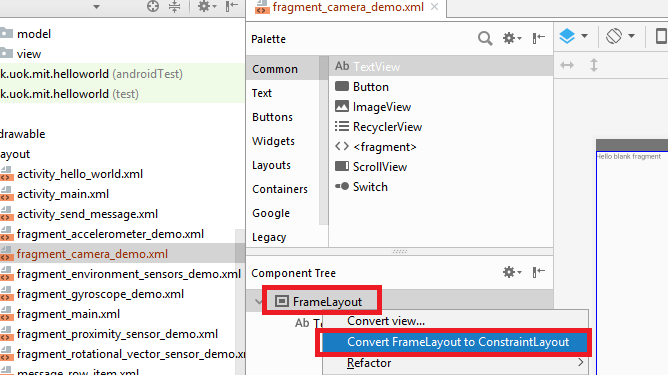 model
view
k.uok.mit.helloworld (androidTest)
k.uok.mit.helloworld (test)
drawable
ayout
activity_hello_world.xml
activity_main.xml
activity_send_message.xml
fragment_accelerometer_demo.xml
fragment_camera_demo.xml
fragment_environment_sensors_demo.xml
fragment_gyroscope_demo.xml
fragment_main.xml
fragment_proximity_sensor_demo.xml
fragment_rotational_vector_sensor_demo.xml
message_row_item.xml
fragment_camera_demo.xml
Palette
Common
Text
Buttons
Widgets
Layouts
Containers
Google
Legacy
Ab TextView
Button
ImageView
RecyclerView
<fragment>
ScrollView
Switch
Component Tree
FrameLayout
Ab T
Convert view...
Convert FrameLayout to ConstraintLayout
Refactor
Hello blank fragment